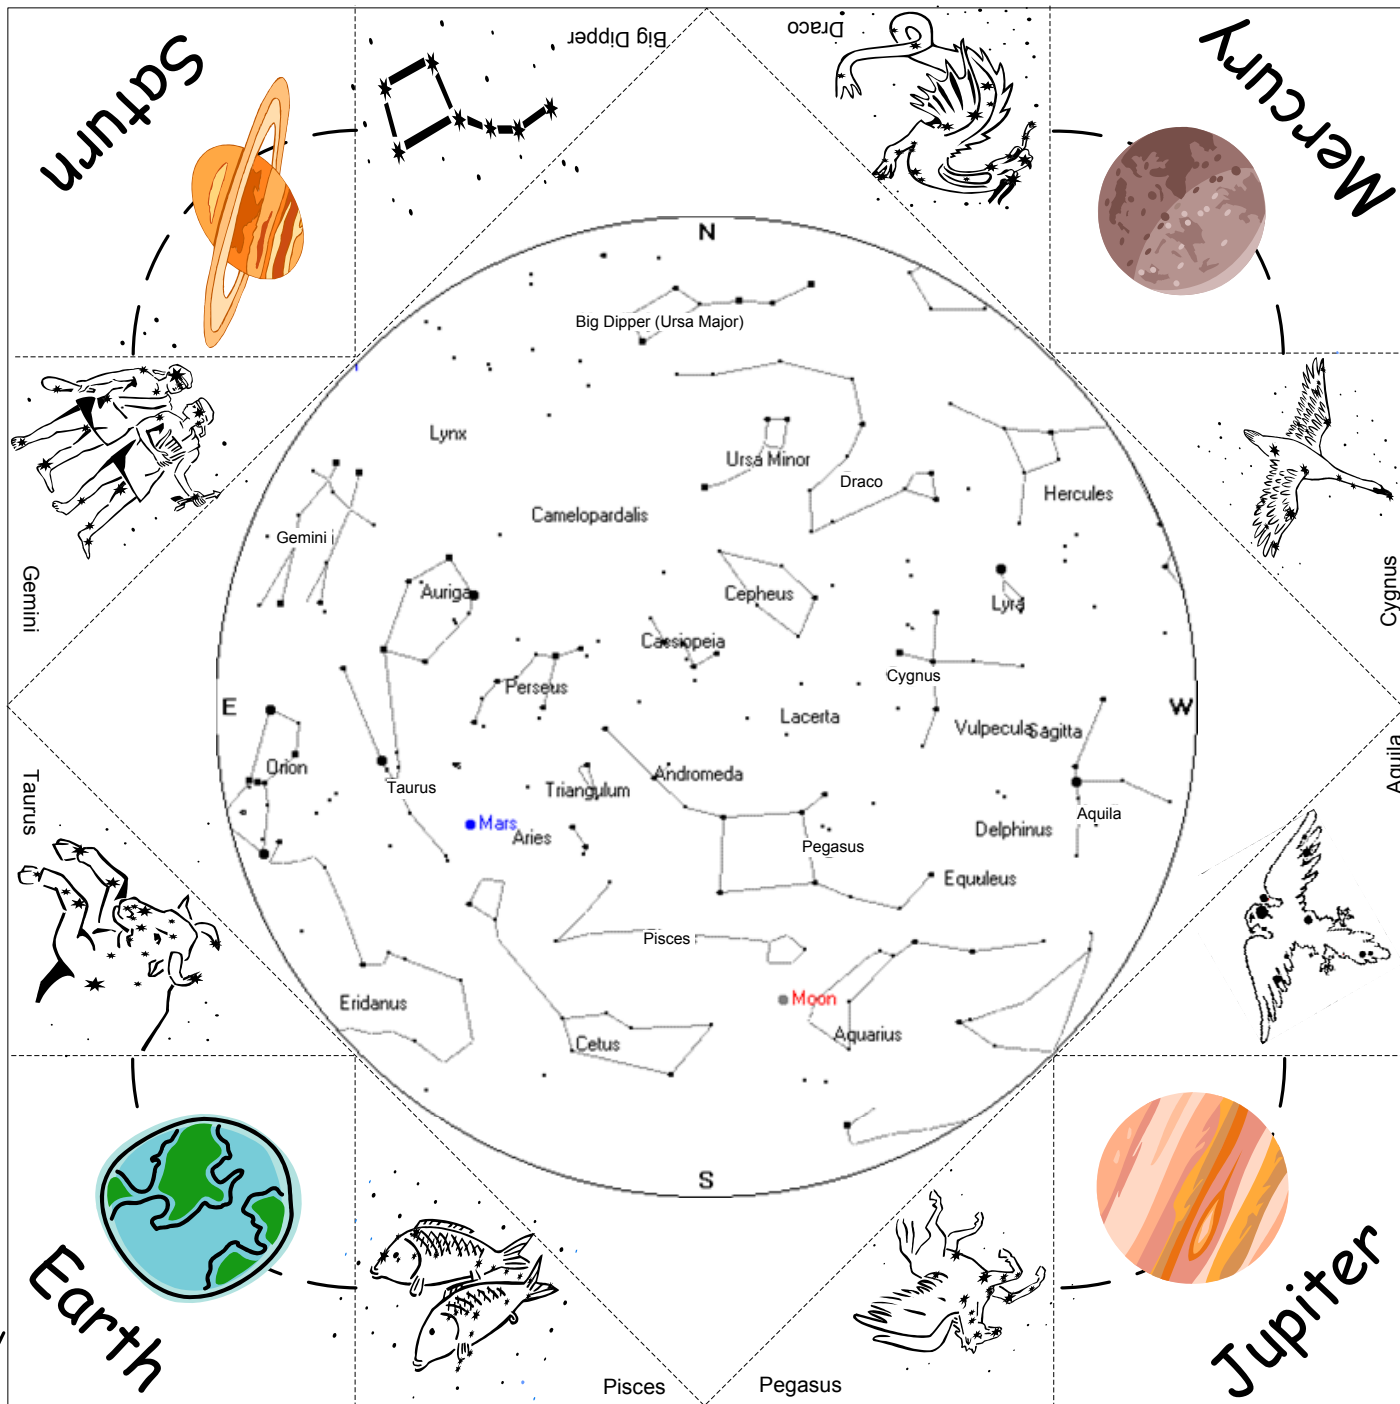 Saturn
Big Dipper
Draco
Mercury
N
Big Dipper (Ursa Major)
Lynx
Ursa Minor
Draco
Hercules
Camelopardalis
Gemini
Auriga
Cepheus
Lyra
Gemini
Cygnus
Cassiopeia
Perseus
Cygnus
E
Lacerta
Vulpecula
Sagitta
W
Orion
Taurus
Triangulum
Andromeda
Aquila
Taurus
Mars
Aries
Pegasus
Delphinus
Aquila
Equuleus
Pisces
Eridanus
Moon
Cetus
Aquarius
S
Earth
Pisces
Pegasus
Jupiter